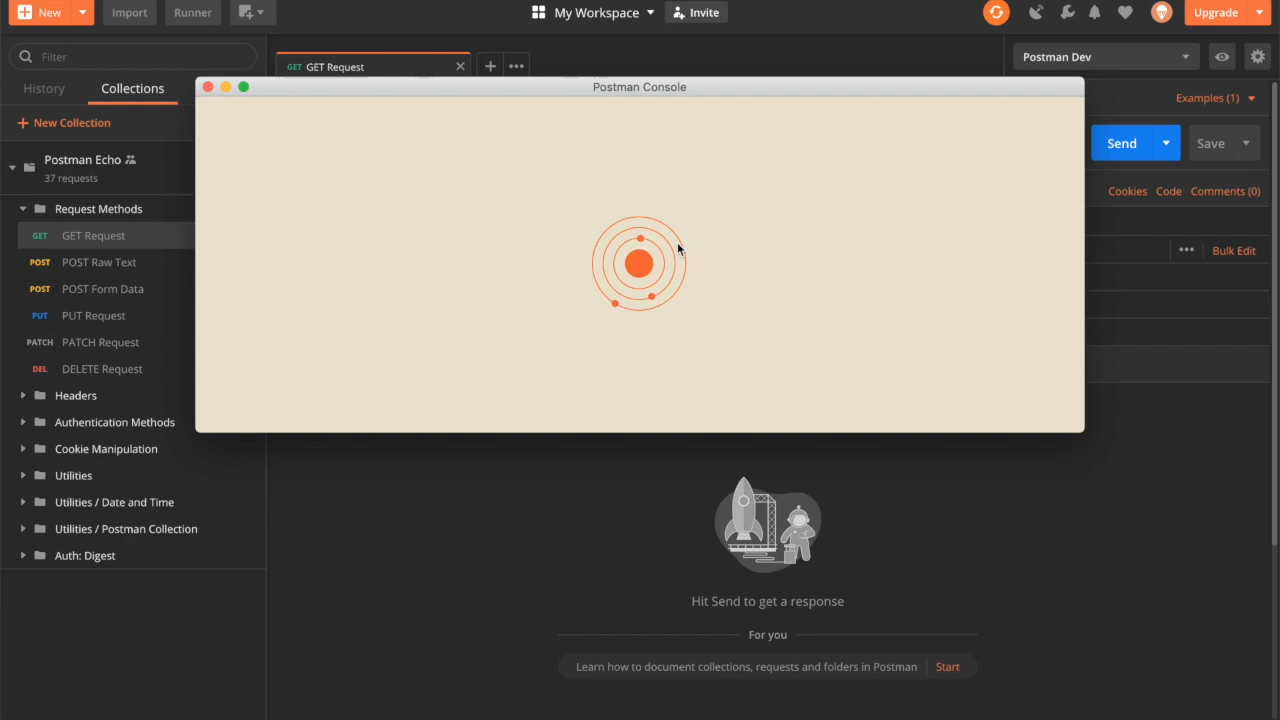 New
Import
Runner
My Workspace
Invite
Upgrade
Filter
GET GET Request
Postman Dev
History
Collections
Postman Console
Examples (1)
New Collection
Send
Save
Postman Echo
37 requests
Cookies
Code
Comments (0)
Request Methods
GET GET Request
Bulk Edit
POST POST Raw Text
POST POST Form Data
PUT PUT Request
PATCH PATCH Request
DEL DELETE Request
Headers
Authentication Methods
Cookie Manipulation
Utilities
Utilities / Date and Time
Utilities / Postman Collection
Auth: Digest
Hit Send to get a response
For you
Learn how to document collections, requests and folders in Postman
Start